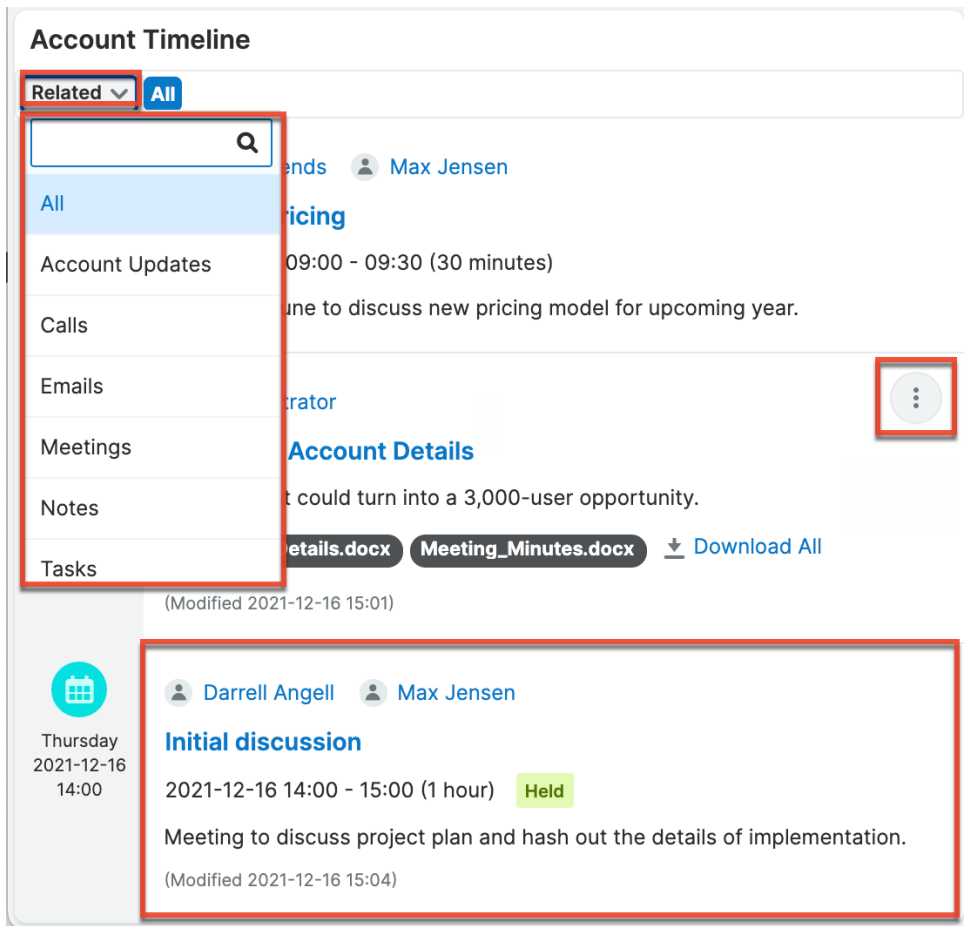 Account Timeline
Related All
ends Max Jensen
All
ricing
Account Updates
09:00 - 09:30 (30 minutes)
une to discuss new pricing model for upcoming year.
Calls
Emails
trator
Meetings
Account Details
Notes
t could turn into a 3,000-user opportunity.
etails.docx Meeting_Minutes.docx Download All
Tasks
(Modified 2021-12-16 15:01)
Darrell Angell Max Jensen
Thursday
2021-12-16
14:00
Initial discussion
2021-12-16 14:00 - 15:00 (1 hour) Held
Meeting to discuss project plan and hash out the details of implementation.
(Modified 2021-12-16 15:04)